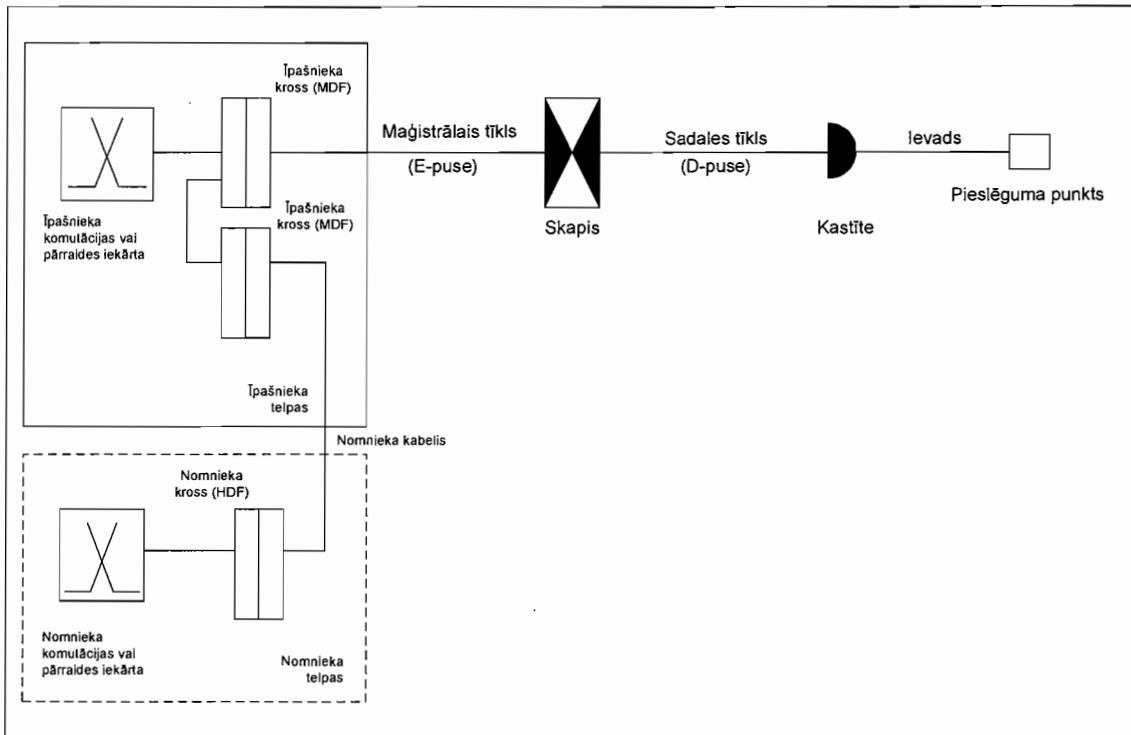 Īpašnieka
kross (MDF)
Maģistrālais tīkls
(E-puse)
Sadales tīkls
(D-puse)
Ievads
Pieslēguma punkts
Skapis
Kastīte
Īpašnieka
komutācijas vai
pārraides iekārta
Īpašnieka
kross (MDF)
Īpašnieka
telpas
Nomnieka kabelis
Nomnieka
kross (HDF)
Nomnieka
komutācijas vai
pārraides iekārta
Nomnieka
telpas